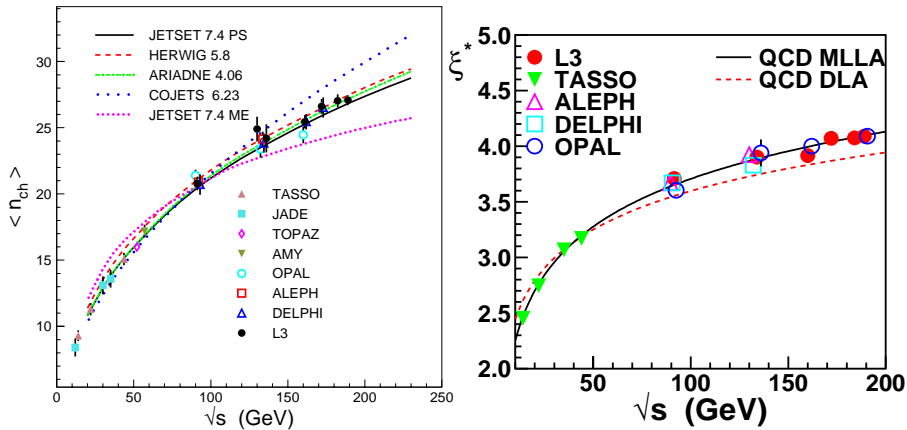 JETSET 7.4 PS
HERWIG 5.8
ARIADNE 4.06
COJETS 6.23
JETSET 7.4 ME
30
25
20
15
10
< n_ch >
TASSO
JADE
TOPAZ
AMY
OPAL
ALEPH
DELPHI
L3
0 50 100 150 200 250
√s (GeV)
ξ*
5.0
4.5
4.0
3.5
3.0
2.5
2.0
L3
TASSO
ALEPH
DELPHI
OPAL
QCD MLLA
QCD DLA
50 100 150 200
√s (GeV)